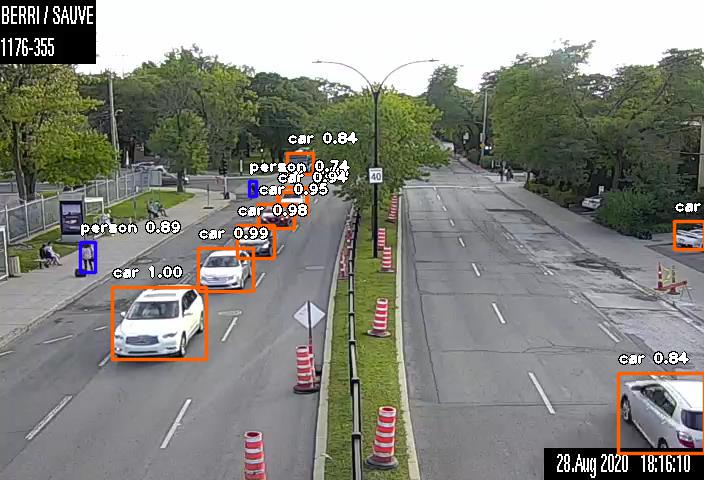 BERRI / SAUVE
1176-355
car 0.84
person 0.74
car 0.94
car 0.95
car 0.98
car 0.99
person 0.89
car 1.00
40
car
car 0.84
28.Aug 2020 18:16:10